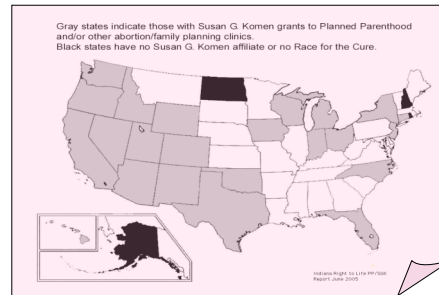 Gray states indicate those with Susan G. Komen grants to Planned Parenthood
and/or other abortion/family planning clinics.
Black states have no Susan G. Komen affiliate or no Race for the Cure.
Indiana Right to Life PP/SGK
Report June 2005